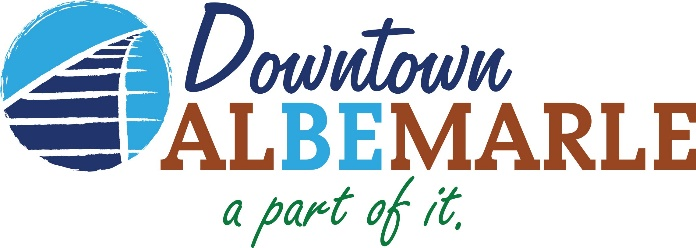 Downtown
ALBEMARLE
a part of it.